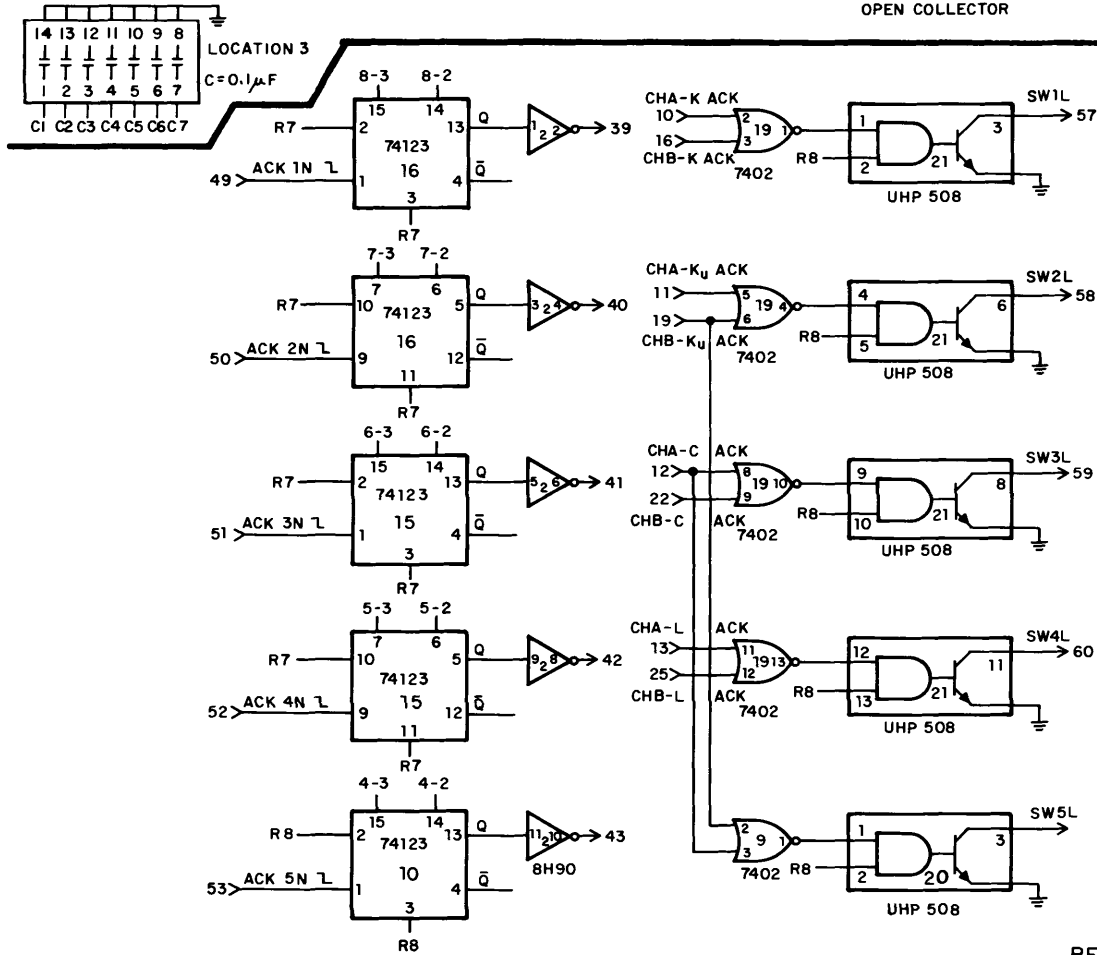 OPEN COLLECTOR
14 13 12 11 10 9 8
LOCATION 3
C=0.1µF
1 2 3 4 5 6 7
C1 C2 C3 C4 C5 C6 C7
8-3 8-2
15 14
R7 2 13 Q 1 2 2 39
74123
16
49 ACK 1N 1 4 Q̅
3
R7
CHA-K ACK
10 2 19 1
16 3
CHB-K ACK
7402
1 SW1L 57
R8 2 21 3
UHP 508
7-3 7-2
7 6
R7 10 5 Q 3 2 4 40
74123
16
50 ACK 2N 9 12 Q̅
11
R7
CHA-Ku ACK
11 5 19 4
19 6
CHB-Ku ACK
7402
4 SW2L 58
R8 5 21 6
UHP 508
6-3 6-2
15 14
R7 2 13 Q 5 2 6 41
74123
15
51 ACK 3N 1 4 Q̅
3
R7
CHA-C ACK
12 8 19 10
22 9
CHB-C ACK
7402
9 SW3L 59
R8 10 21 8
UHP 508
5-3 5-2
7 6
R7 10 5 Q 9 2 8 42
74123
15
52 ACK 4N 9 12 Q̅
11
R7
CHA-L ACK
13 11 19 13
25 12
CHB-L ACK
7402
12 SW4L 60
R8 13 21 11
UHP 508
4-3 4-2
15 14
R8 2 13 Q 11 2 10 43
74123
10
8H90
53 ACK 5N 1 4 Q̅
3
R8
2 9 1
3
7402
1 SW5L
R8 2 20 3
UHP 508